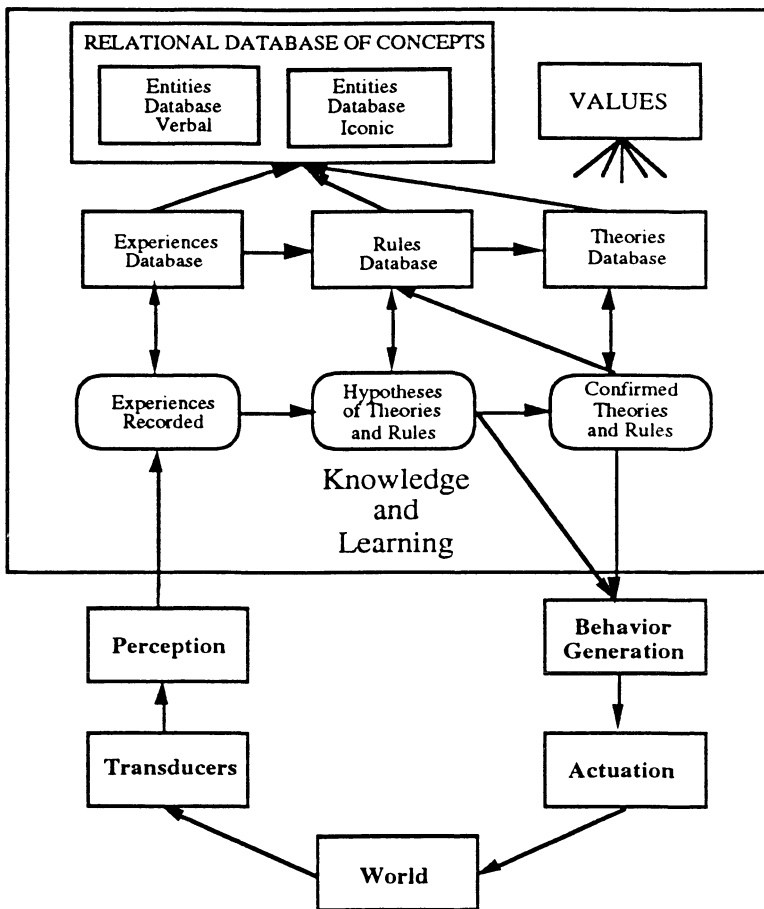 RELATIONAL DATABASE OF CONCEPTS
Entities
Database
Verbal
Entities
Database
Iconic
VALUES
Experiences
Database
Rules
Database
Theories
Database
Experiences
Recorded
Hypotheses
of Theories
and Rules
Confirmed
Theories
and Rules
Knowledge
and
Learning
Perception
Behavior
Generation
Transducers
Actuation
World